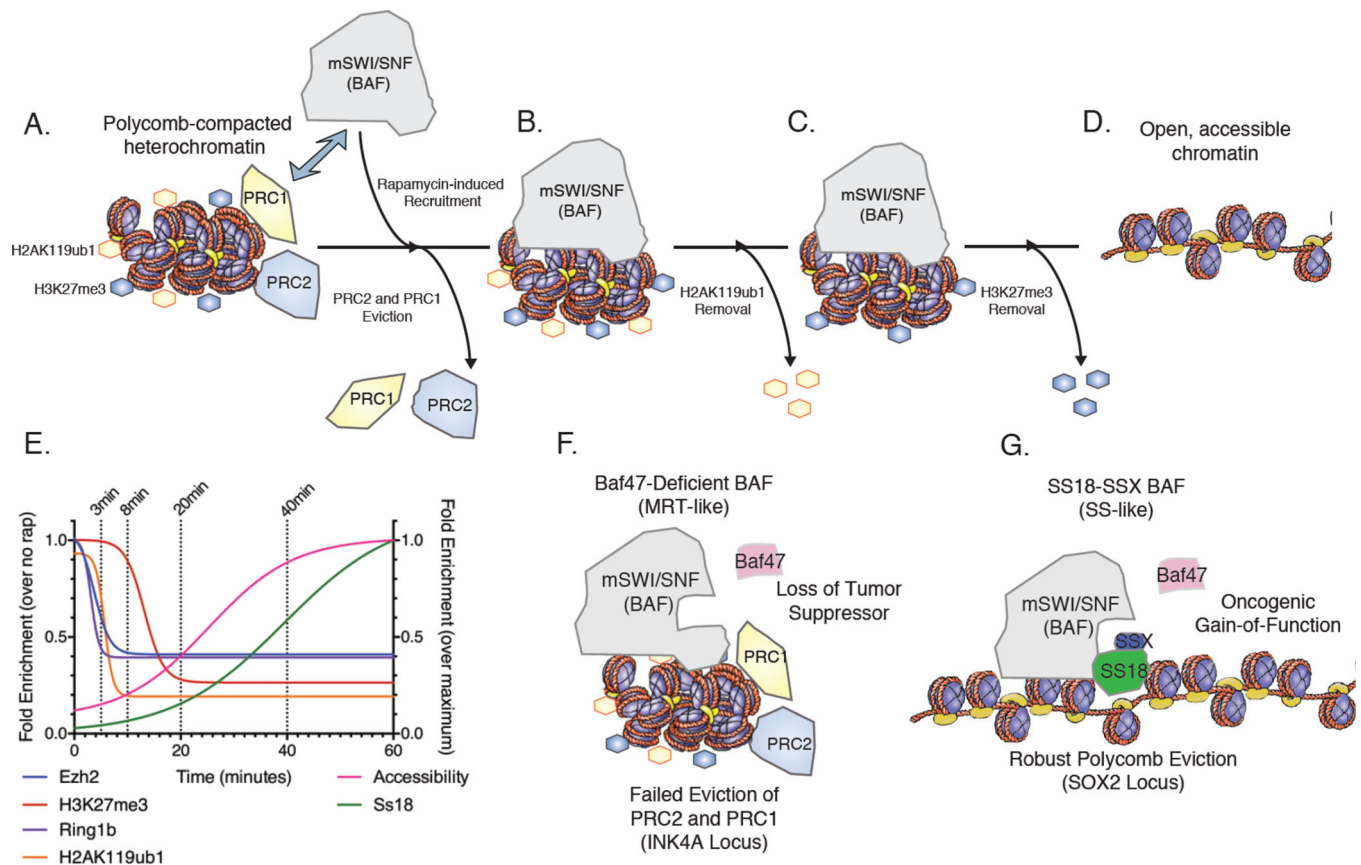 A.
Polycomb-compacted
heterochromatin
mSWI/SNF
(BAF)
PRC1
H2AK119ub1
H3K27me3
PRC2
Rapamycin-induced
Recruitment
PRC2 and PRC1
Eviction
PRC1
PRC2
B.
mSWI/SNF
(BAF)
H2AK119ub1
Removal
C.
mSWI/SNF
(BAF)
H3K27me3
Removal
D.
Open, accessible
chromatin
E.
3min
8min
20min
40min
Fold Enrichment (over no rap)
1.0
0.5
0.0
1.0
0.5
0.0
Fold Enrichment (over maximum)
0
20
40
60
Time (minutes)
Ezh2
H3K27me3
Ring1b
H2AK119ub1
Accessibility
Ss18
F.
Baf47-Deficient BAF
(MRT-like)
mSWI/SNF
(BAF)
Baf47
Loss of Tumor
Suppressor
PRC1
PRC2
Failed Eviction of
PRC2 and PRC1
(INK4A Locus)
G.
SS18-SSX BAF
(SS-like)
mSWI/SNF
(BAF)
Baf47
Oncogenic
Gain-of-Function
SSX
SS18
Robust Polycomb Eviction
(SOX2 Locus)